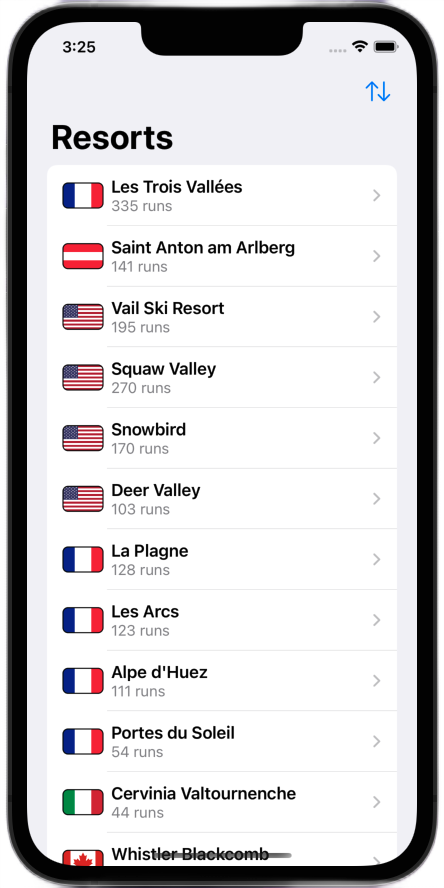 3:25
Resorts
Les Trois Vallées
335 runs
Saint Anton am Arlberg
141 runs
Vail Ski Resort
195 runs
Squaw Valley
270 runs
Snowbird
170 runs
Deer Valley
103 runs
La Plagne
128 runs
Les Arcs
123 runs
Alpe d'Huez
111 runs
Portes du Soleil
54 runs
Cervinia Valtournenche
44 runs
Whistler Blackcomb